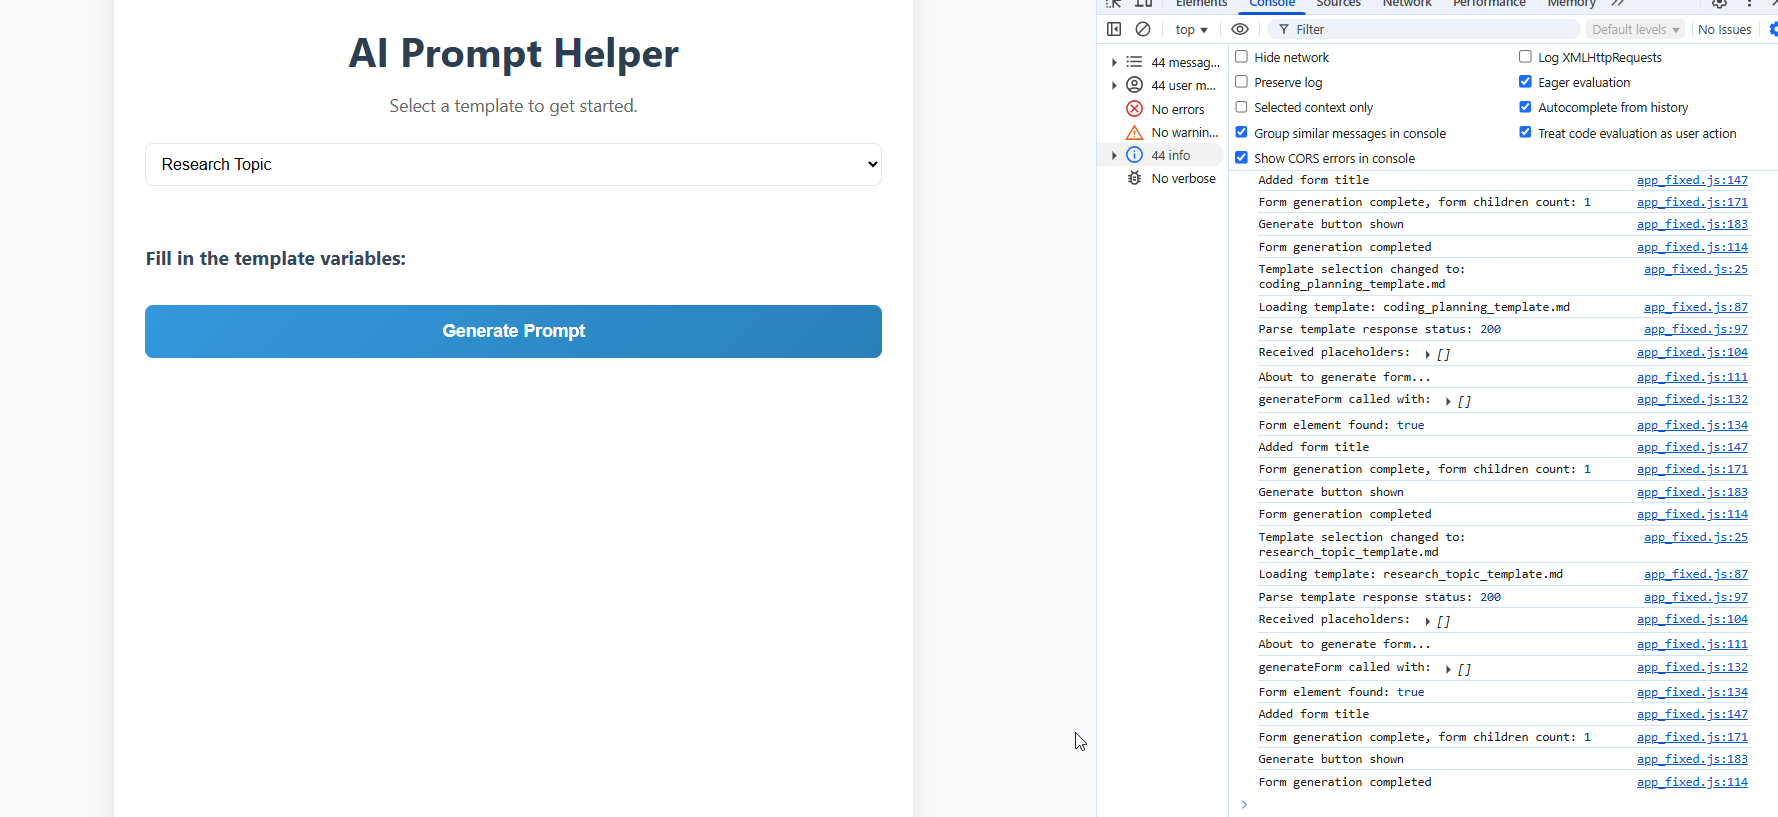 AI Prompt Helper
Select a template to get started.
Research Topic
Fill in the template variables:
Generate Prompt
Elements Console Sources Network Performance Memory
top Filter Default levels No Issues
44 messag...
44 user m...
No errors
No warnin...
44 info
No verbose
Hide network Log XMLHttpRequests
Preserve log Eager evaluation
Selected context only Autocomplete from history
Group similar messages in console Treat code evaluation as user action
Show CORS errors in console
Added form title app_fixed.js:147
Form generation complete, form children count: 1 app_fixed.js:171
Generate button shown app_fixed.js:183
Form generation completed app_fixed.js:114
Template selection changed to: app_fixed.js:25
coding_planning_template.md
Loading template: coding_planning_template.md app_fixed.js:87
Parse template response status: 200 app_fixed.js:97
Received placeholders: [] app_fixed.js:104
About to generate form... app_fixed.js:111
generateForm called with: [] app_fixed.js:132
Form element found: true app_fixed.js:134
Added form title app_fixed.js:147
Form generation complete, form children count: 1 app_fixed.js:171
Generate button shown app_fixed.js:183
Form generation completed app_fixed.js:114
Template selection changed to: app_fixed.js:25
research_topic_template.md
Loading template: research_topic_template.md app_fixed.js:87
Parse template response status: 200 app_fixed.js:97
Received placeholders: [] app_fixed.js:104
About to generate form... app_fixed.js:111
generateForm called with: [] app_fixed.js:132
Form element found: true app_fixed.js:134
Added form title app_fixed.js:147
Form generation complete, form children count: 1 app_fixed.js:171
Generate button shown app_fixed.js:183
Form generation completed app_fixed.js:114